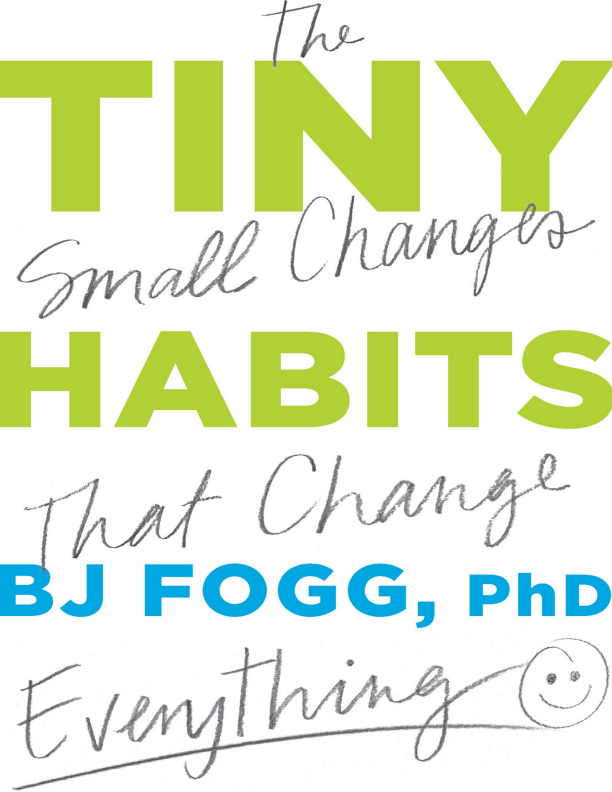 The
TINY
Small Changes
HABITS
That Change
BJ FOGG, PhD
Everything